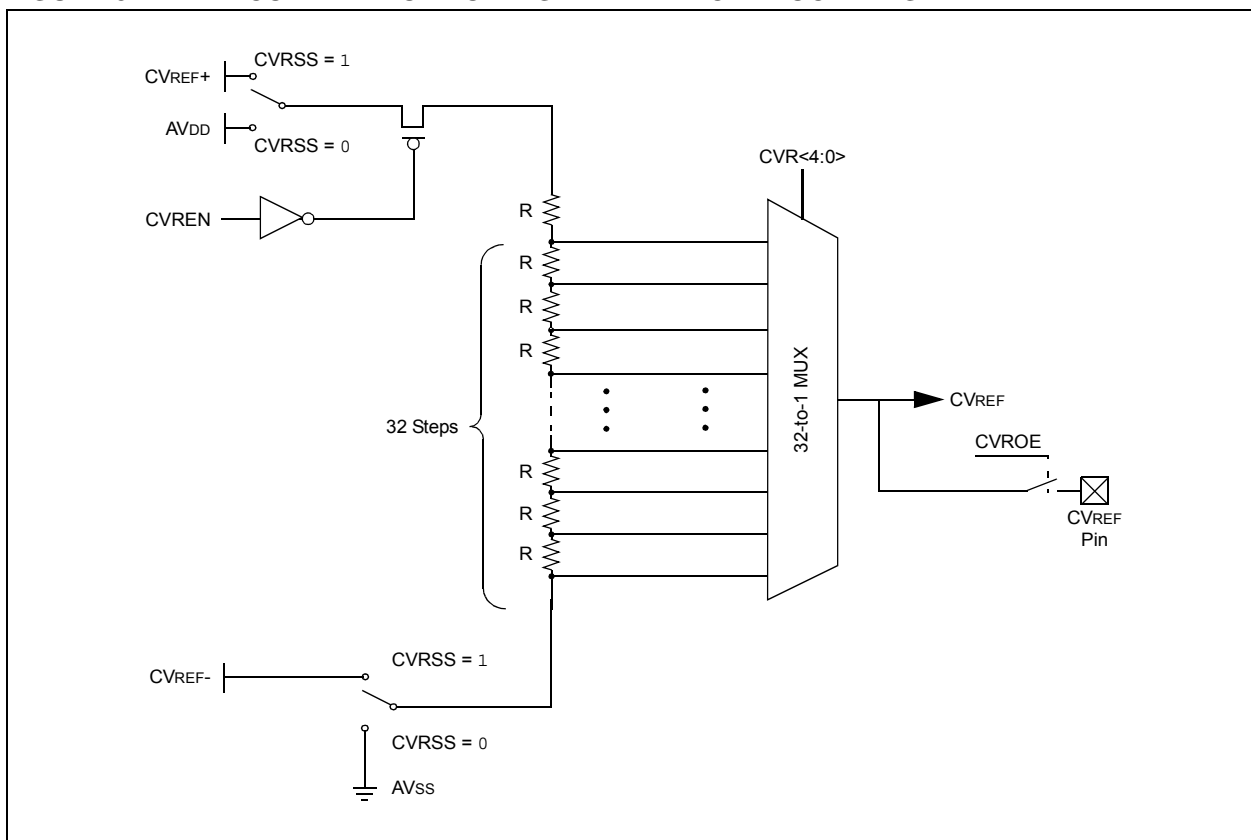 CVRSS = 1
CVREF+
AVDD
CVRSS = 0
CVREN
CVR<4:0>
R
R
R
R
32 Steps
R
R
R
32-to-1 MUX
CVREF
CVROE
CVREF
Pin
CVRSS = 1
CVREF-
CVRSS = 0
AVSS